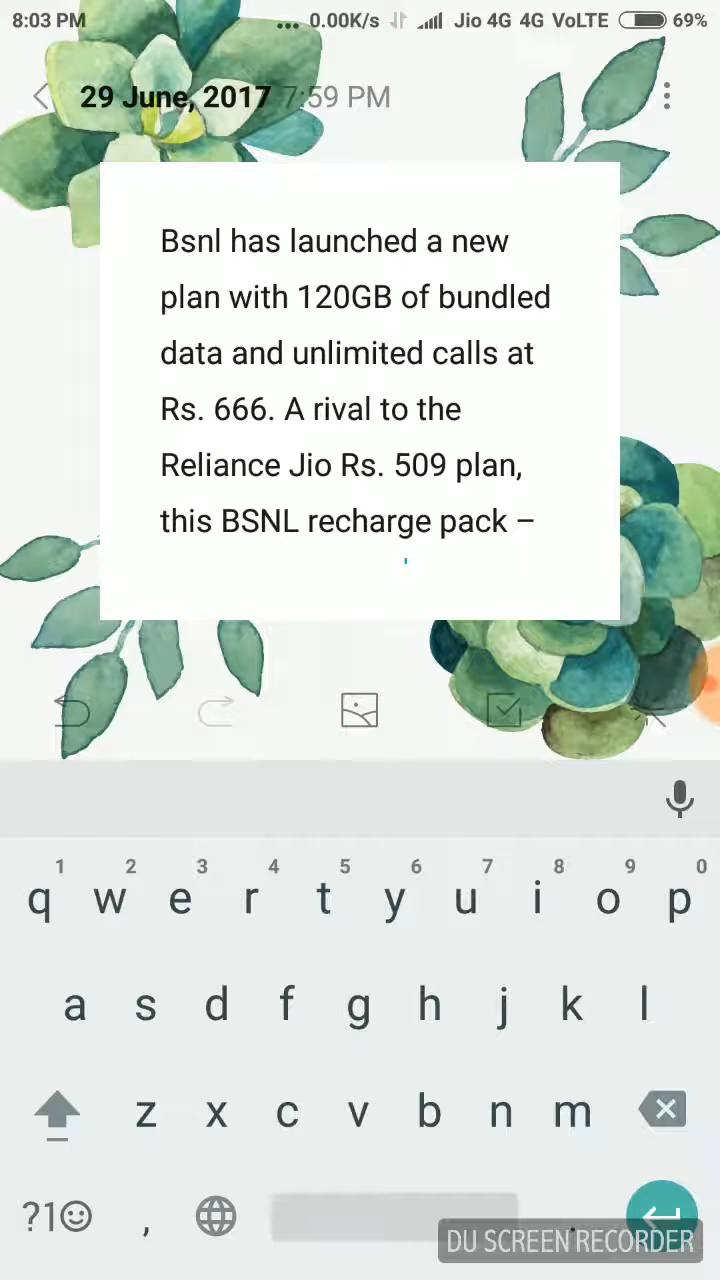 8:03 PM ... 0.00K/s Jio 4G 4G VoLTE 69%
29 June, 2017 7:59 PM
Bsnl has launched a new
plan with 120GB of bundled
data and unlimited calls at
Rs. 666. A rival to the
Reliance Jio Rs. 509 plan,
this BSNL recharge pack –
1 2 3 4 5 6 7 8 9 0
q w e r t y u i o p
a s d f g h j k l
z x c v b n m
?1☺ , .
DU SCREEN RECORDER